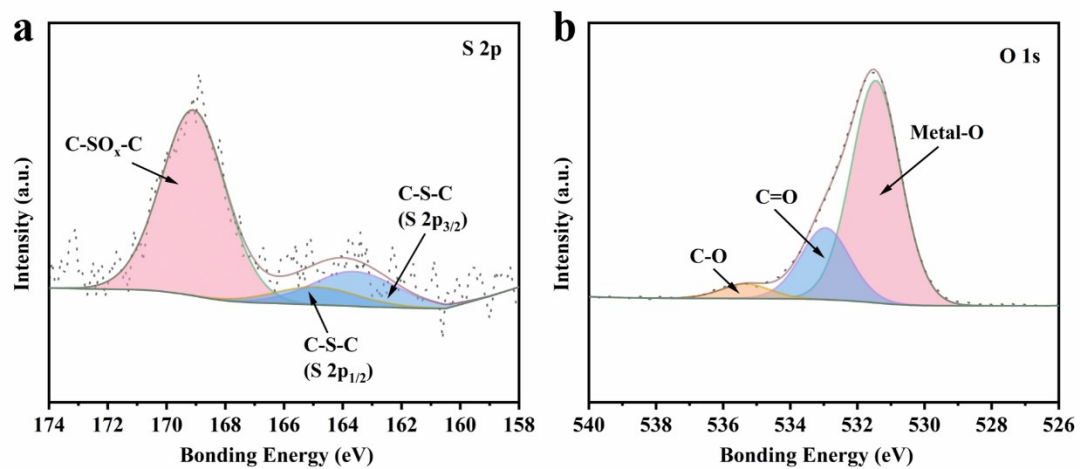 a
S 2p
C-SOₓ-C
C-S-C
(S 2p₃/₂)
C-S-C
(S 2p₁/₂)
Intensity (a.u.)
174 172 170 168 166 164 162 160 158
Bonding Energy (eV)
b
O 1s
Metal-O
C=O
C-O
Intensity (a.u.)
540 538 536 534 532 530 528 526
Bonding Energy (eV)